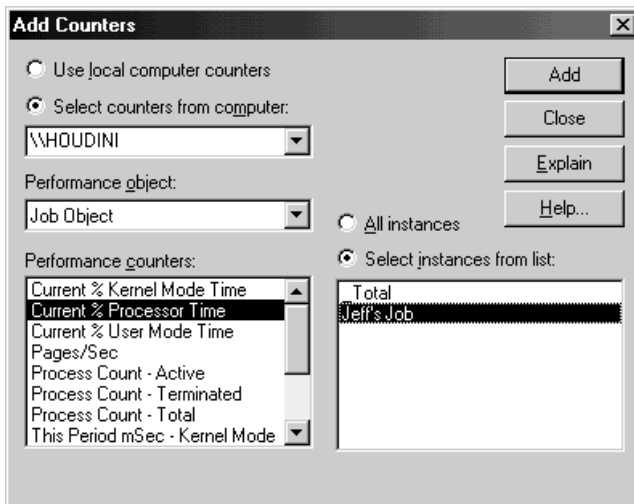 Add Counters
Use local computer counters
Select counters from computer:
\\HOUDINI
Performance object:
Job Object
Performance counters:
Current % Kernel Mode Time
Current % Processor Time
Current % User Mode Time
Pages/Sec
Process Count - Active
Process Count - Terminated
Process Count - Total
This Period mSec - Kernel Mode
All instances
Select instances from list:
_Total
Jeff's Job
Add
Close
Explain
Help...